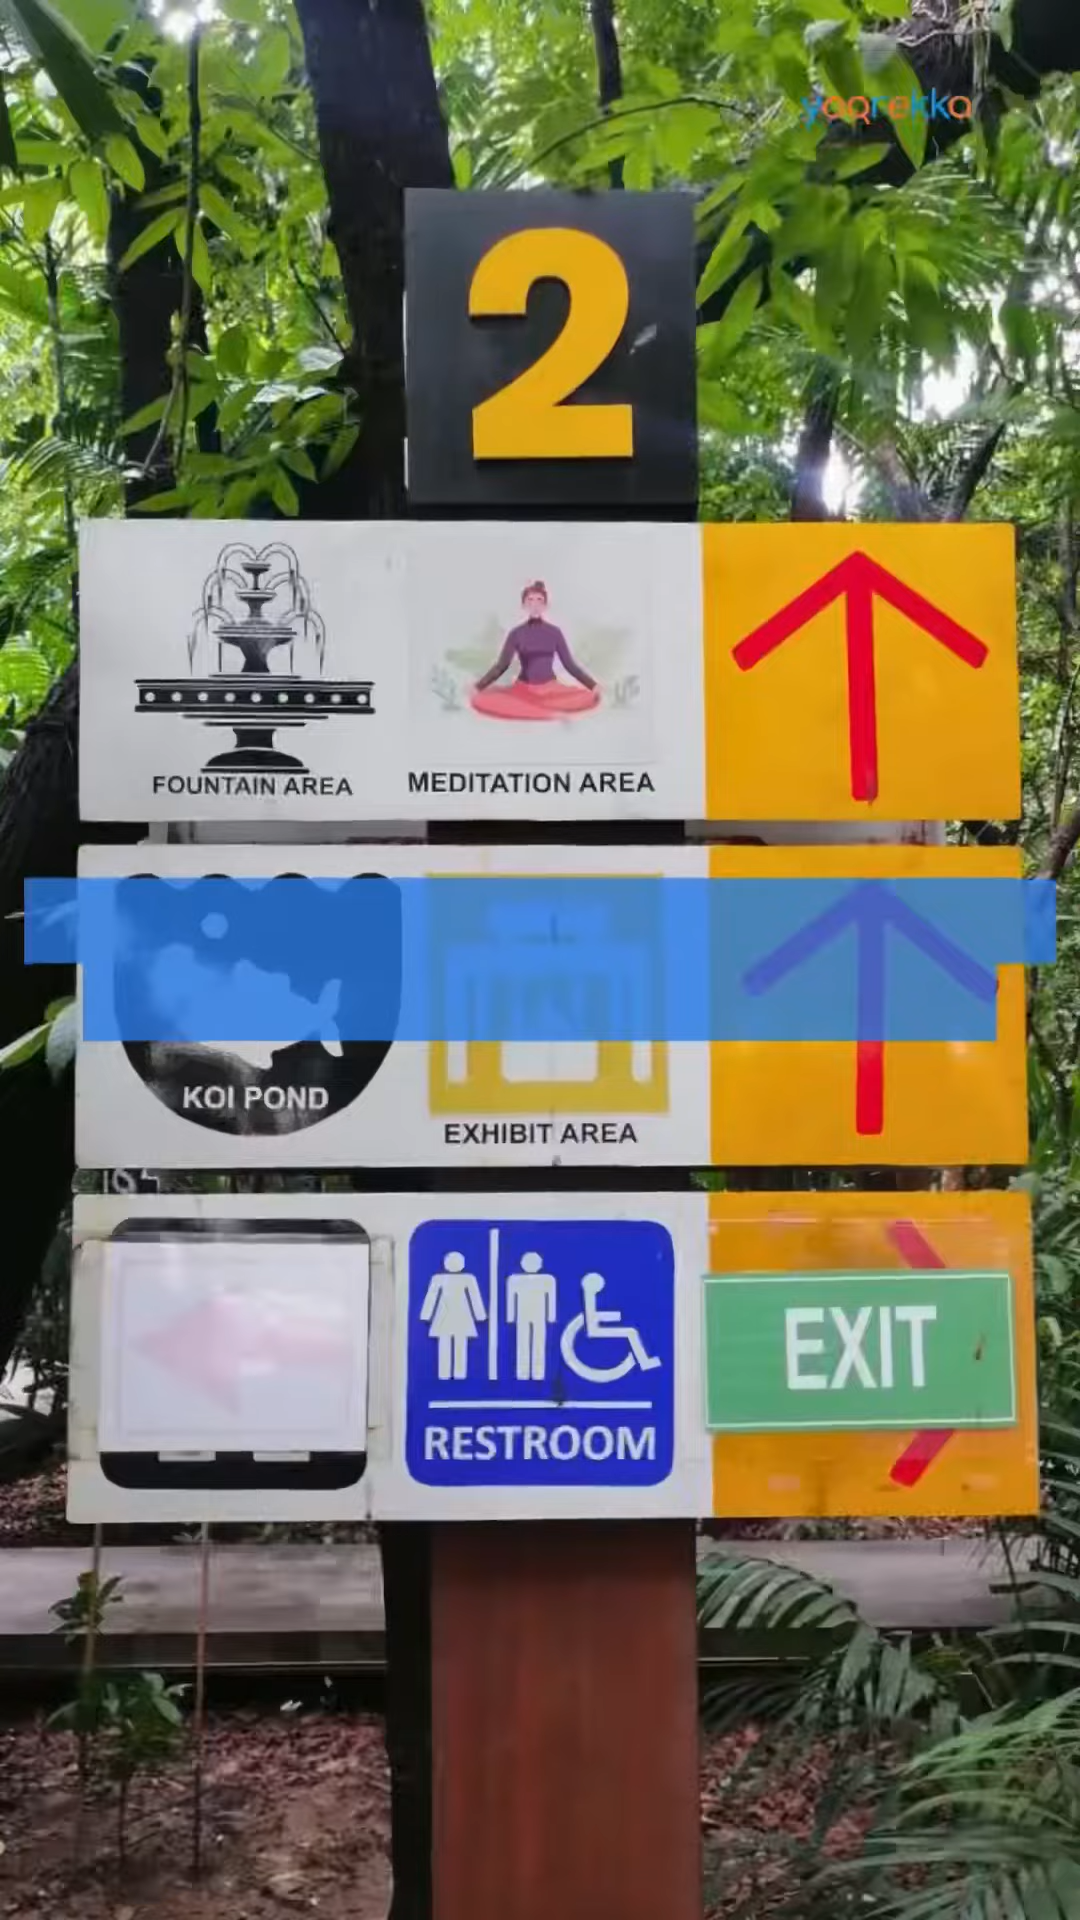 yoorekka
2
FOUNTAIN AREA
MEDITATION AREA
KOI POND
EXHIBIT AREA
RESTROOM
EXIT